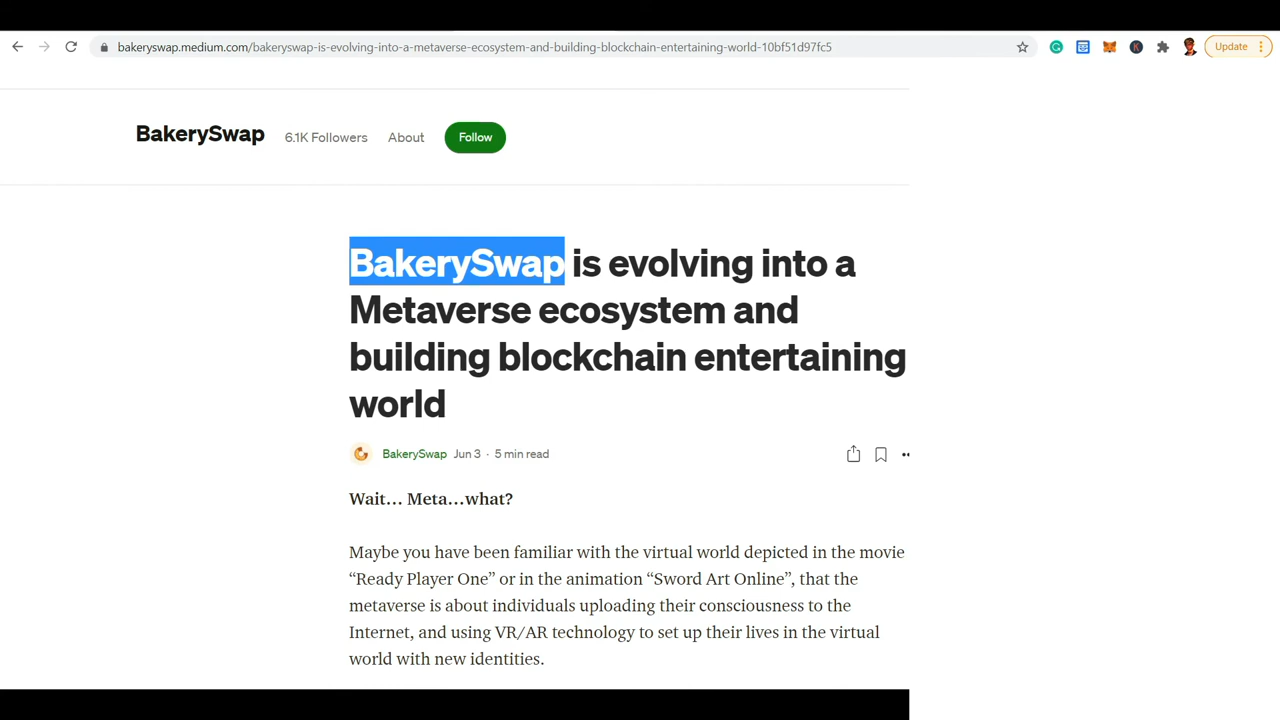 bakeryswap.medium.com/bakeryswap-is-evolving-into-a-metaverse-ecosystem-and-building-blockchain-entertaining-world-10bf51d97fc5
Update
BakerySwap
6.1K Followers
About
Follow
BakerySwap is evolving into a
Metaverse ecosystem and
building blockchain entertaining
world
BakerySwap Jun 3 · 5 min read
Wait… Meta…what?
Maybe you have been familiar with the virtual world depicted in the movie
“Ready Player One” or in the animation “Sword Art Online”, that the
metaverse is about individuals uploading their consciousness to the
Internet, and using VR/AR technology to set up their lives in the virtual
world with new identities.